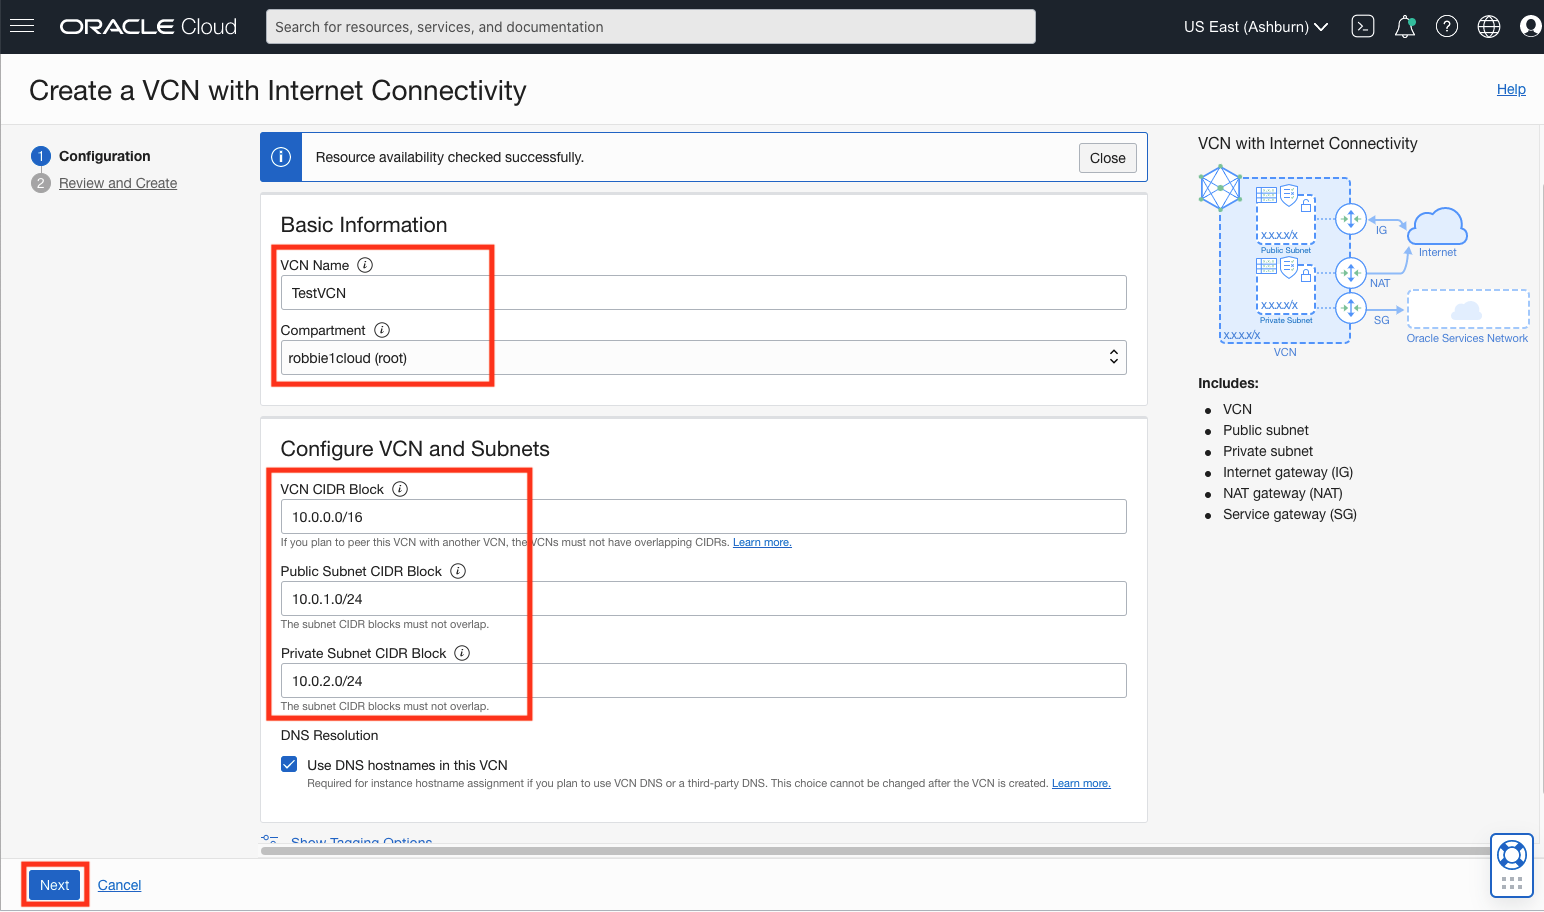 ORACLE Cloud
Search for resources, services, and documentation
US East (Ashburn)
Create a VCN with Internet Connectivity
Help
1 Configuration
2 Review and Create
Resource availability checked successfully.
Close
Basic Information
VCN Name
TestVCN
Compartment
robbie1cloud (root)
Configure VCN and Subnets
VCN CIDR Block
10.0.0.0/16
If you plan to peer this VCN with another VCN, the VCNs must not have overlapping CIDRs. Learn more.
Public Subnet CIDR Block
10.0.1.0/24
The subnet CIDR blocks must not overlap.
Private Subnet CIDR Block
10.0.2.0/24
The subnet CIDR blocks must not overlap.
DNS Resolution
Use DNS hostnames in this VCN
Required for instance hostname assignment if you plan to use VCN DNS or a third-party DNS. This choice cannot be changed after the VCN is created. Learn more.
Show Tagging Options
Next
Cancel
VCN with Internet Connectivity
X.X.X.X/X
Public Subnet
IG
Internet
X.X.X.X/X
Private Subnet
NAT
SG
X.X.X.X/X
VCN
Oracle Services Network
Includes:
• VCN
• Public subnet
• Private subnet
• Internet gateway (IG)
• NAT gateway (NAT)
• Service gateway (SG)